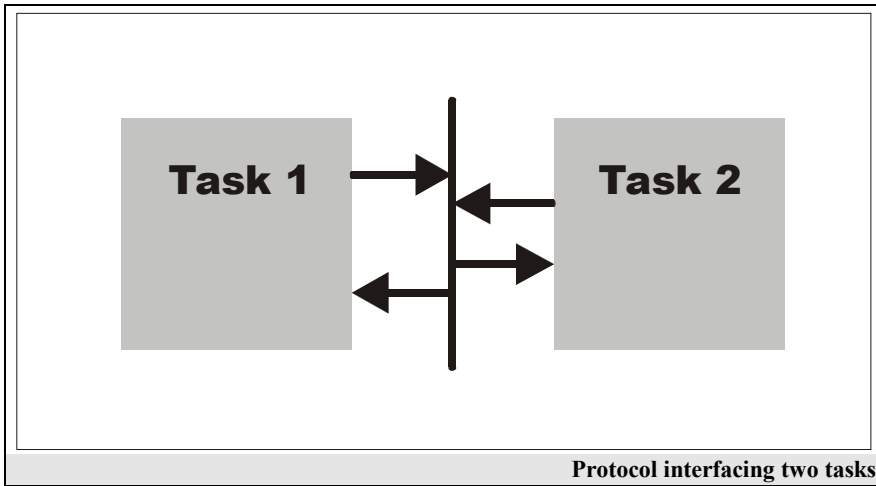 Task 1
Task 2
Protocol interfacing two tasks